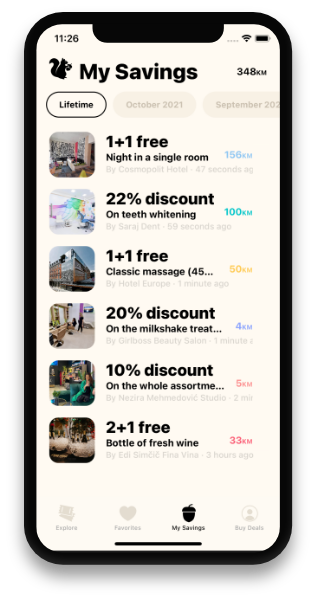 11:26
My Savings
348KM
Lifetime
October 2021
September 202
1+1 free
Night in a single room
156KM
By Cosmopolit Hotel · 47 seconds ag
22% discount
On teeth whitening
100KM
By Saraj Dent · 59 seconds ago
1+1 free
Classic massage (45...
50KM
By Hotel Europe · 1 minute ago
20% discount
On the milkshake treat...
4KM
By Girlboss Beauty Salon · 1 minute a
10% discount
On the whole assortme...
5KM
By Nezira Mehmedović Studio · 2 min
2+1 free
Bottle of fresh wine
33KM
By Edi Simčič Fina Vina · 3 hours ago
Explore
Favorites
My Savings
Buy Deals